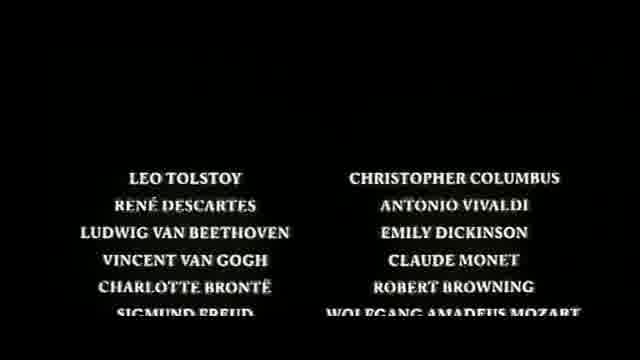 LEO TOLSTOY CHRISTOPHER COLUMBUS
RENÉ DESCARTES ANTONIO VIVALDI
LUDWIG VAN BEETHOVEN EMILY DICKINSON
VINCENT VAN GOGH CLAUDE MONET
CHARLOTTE BRONTË ROBERT BROWNING
SIGMUND FREUD WOLFGANG AMADEUS MOZART